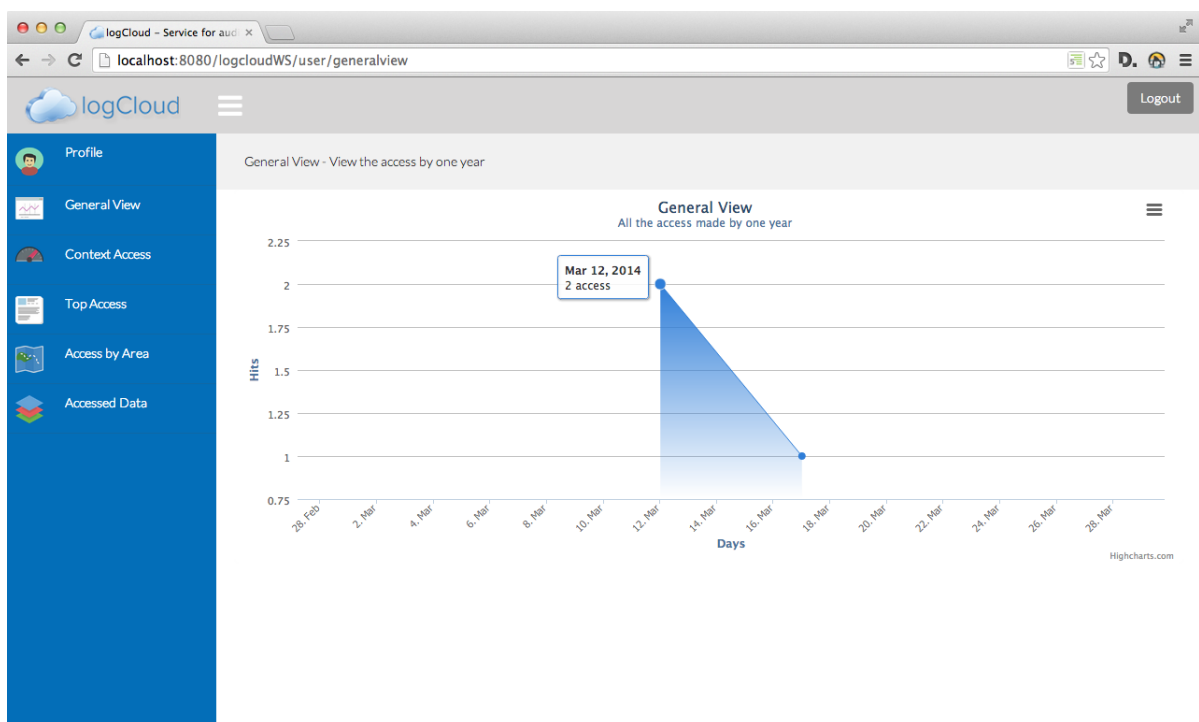 logCloud - Service for aud
localhost:8080/logcloudWS/user/generalview
D.
logCloud
Logout
Profile
General View
Context Access
Top Access
Access by Area
Accessed Data
General View - View the access by one year
General View
All the access made by one year
Mar 12, 2014
2 access
Hits
2.25
2
1.75
1.5
1.25
1
0.75
28. Feb
2. Mar
4. Mar
6. Mar
8. Mar
10. Mar
12. Mar
14. Mar
16. Mar
18. Mar
20. Mar
22. Mar
24. Mar
26. Mar
28. Mar
Days
Highcharts.com